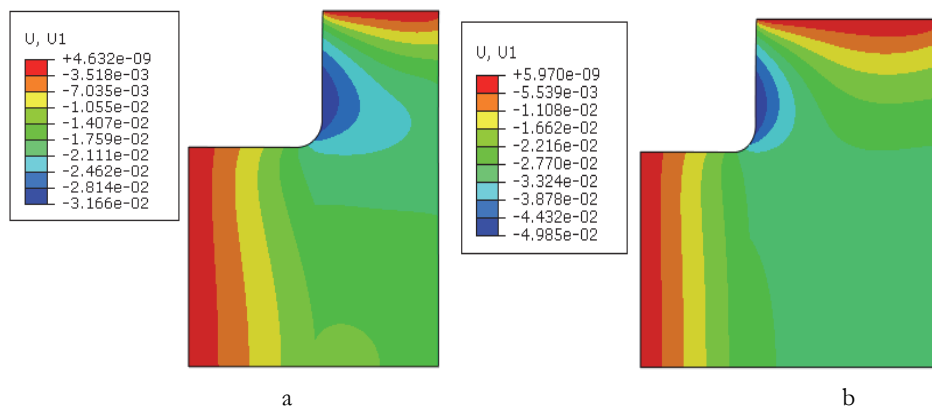 U, U1
+4.632e-09
-3.518e-03
-7.035e-03
-1.055e-02
-1.407e-02
-1.759e-02
-2.111e-02
-2.462e-02
-2.814e-02
-3.166e-02
a
U, U1
+5.970e-09
-5.539e-03
-1.108e-02
-1.662e-02
-2.216e-02
-2.770e-02
-3.324e-02
-3.878e-02
-4.432e-02
-4.985e-02
b